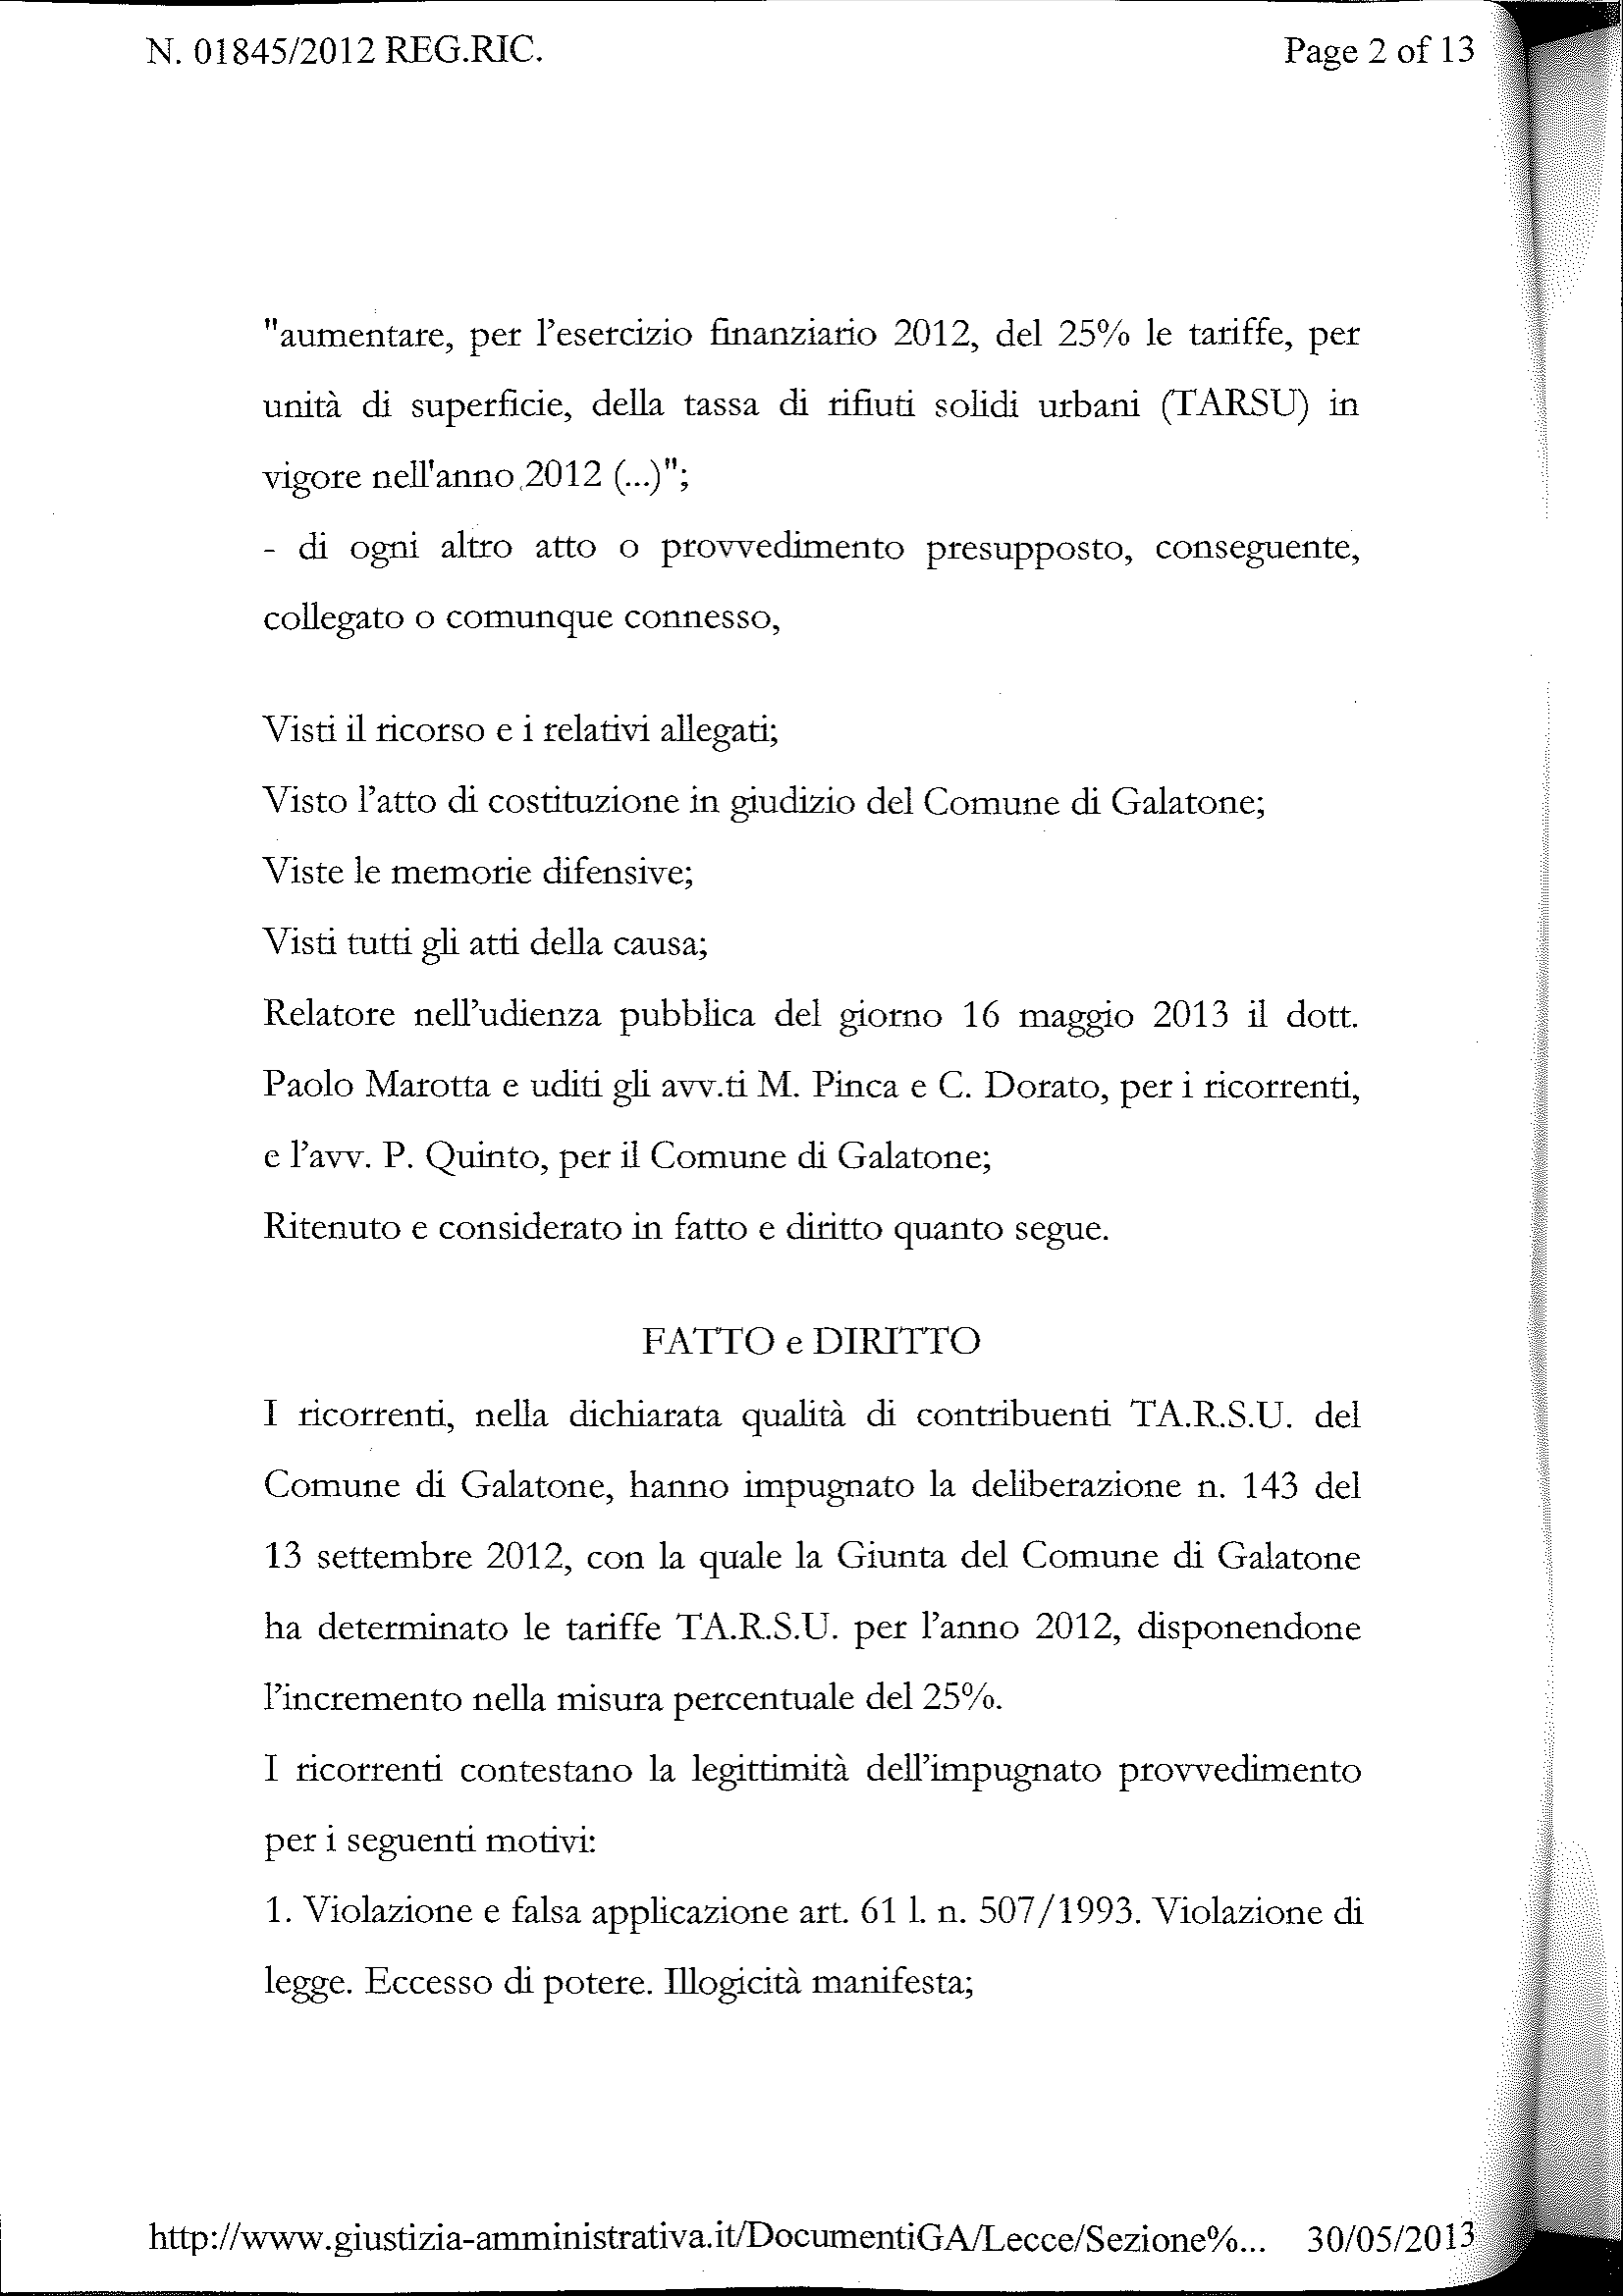 N. 01845/2012 REG.RIC.
Page 2 of 13
"aumentare, per l'esercizio finanziario 2012, del 25% le tariffe, per
unità di superficie, della tassa di rifiuti solidi urbani (TARSU) in
vigore nell'anno 2012 (...)";
- di ogni altro atto o provvedimento presupposto, conseguente,
collegato o comunque connesso,
Visti il ricorso e i relativi allegati;
Visto l'atto di costituzione in giudizio del Comune di Galatone;
Viste le memorie difensive;
Visti tutti gli atti della causa;
Relatore nell'udienza pubblica del giorno 16 maggio 2013 il dott.
Paolo Marotta e uditi gli avv.ti M. Pinca e C. Dorato, per i ricorrenti,
e l'avv. P. Quinto, per il Comune di Galatone;
Ritenuto e considerato in fatto e diritto quanto segue.
FATTO e DIRITTO
I ricorrenti, nella dichiarata qualità di contribuenti TA.R.S.U. del
Comune di Galatone, hanno impugnato la deliberazione n. 143 del
13 settembre 2012, con la quale la Giunta del Comune di Galatone
ha determinato le tariffe TA.R.S.U. per l'anno 2012, disponendone
l'incremento nella misura percentuale del 25%.
I ricorrenti contestano la legittimità dell'impugnato provvedimento
per i seguenti motivi:
1. Violazione e falsa applicazione art. 61 l. n. 507/1993. Violazione di
legge. Eccesso di potere. Illogicità manifesta;
http://www.giustizia-amministrativa.it/DocumentiGA/Lecce/Sezione%...
30/05/2013